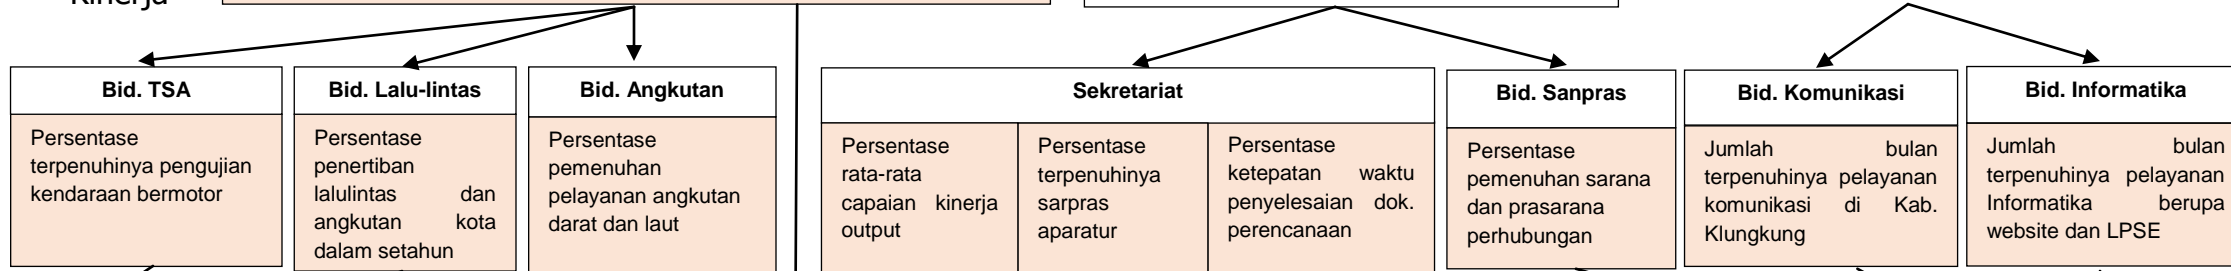 Kinerja
Bid. TSA
Persentase
terpenuhinya pengujian
kendaraan bermotor
Bid. Lalu-lintas
Persentase
penertiban
lalulintas dan
angkutan kota
dalam setahun
Bid. Angkutan
Persentase
pemenuhan
pelayanan angkutan
darat dan laut
Sekretariat
Persentase
rata-rata
capaian kinerja
output
Persentase
terpenuhinya
sarpras
aparatur
Persentase
ketepatan waktu
penyelesaian dok.
perencanaan
Bid. Sanpras
Persentase
pemenuhan sarana
dan prasarana
perhubungan
Bid. Komunikasi
Jumlah bulan
terpenuhinya pelayanan
komunikasi di Kab.
Klungkung
Bid. Informatika
Jumlah bulan
terpenuhinya pelayanan
Informatika berupa
website dan LPSE